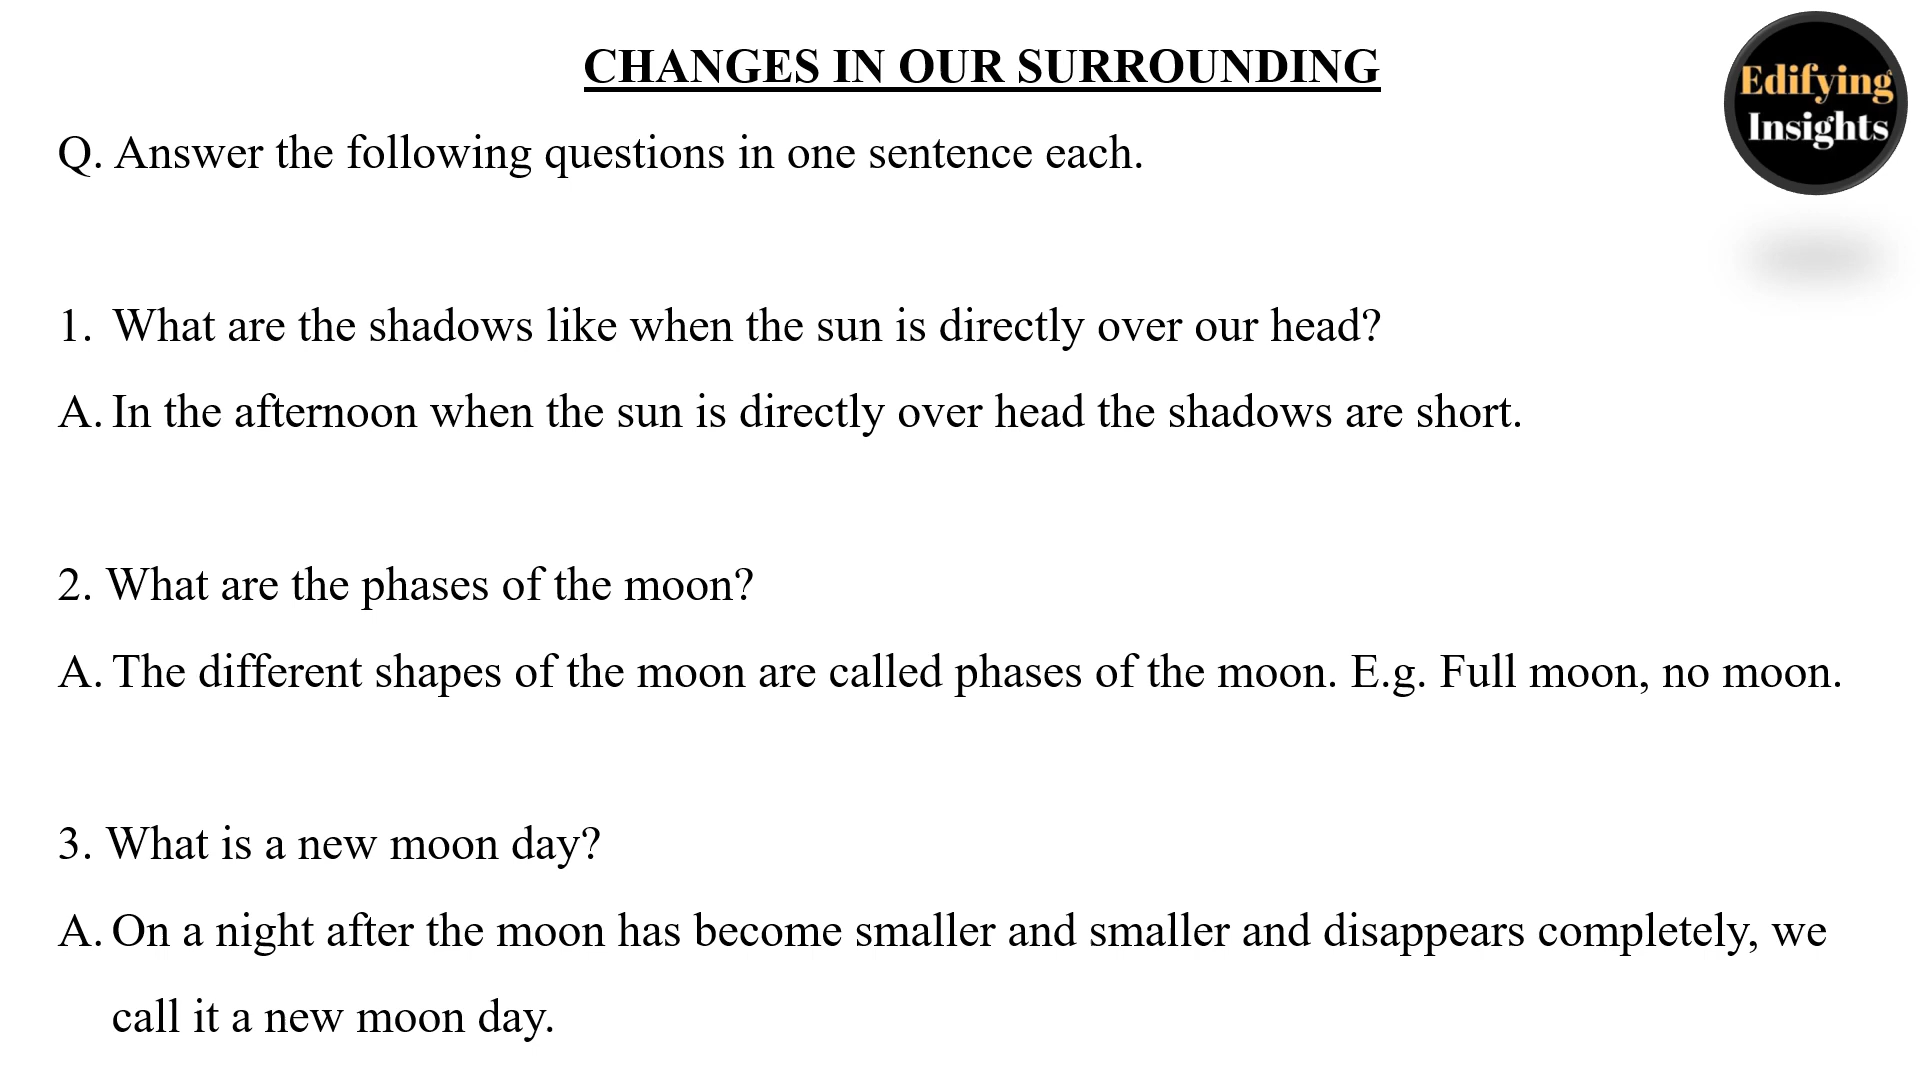 CHANGES IN OUR SURROUNDING
Edifying
Insights
Q. Answer the following questions in one sentence each.
1. What are the shadows like when the sun is directly over our head?
A. In the afternoon when the sun is directly over head the shadows are short.
2. What are the phases of the moon?
A. The different shapes of the moon are called phases of the moon. E.g. Full moon, no moon.
3. What is a new moon day?
A. On a night after the moon has become smaller and smaller and disappears completely, we
call it a new moon day.